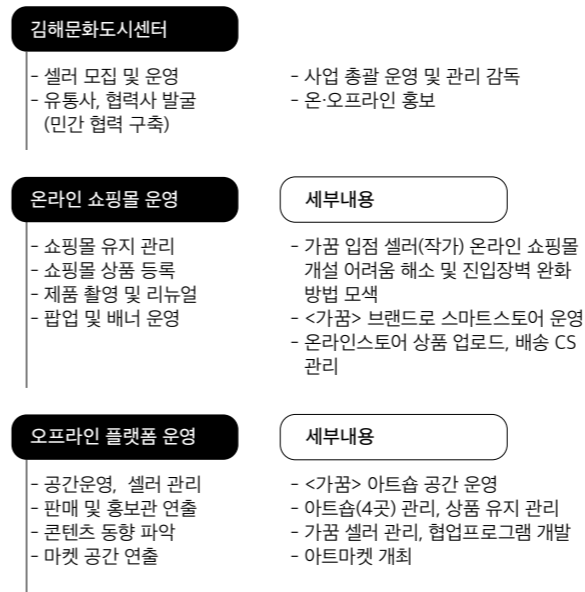 김해문화도시센터
- 셀러 모집 및 운영
- 유통사, 협력사 발굴
(민간 협력 구축)
- 사업 총괄 운영 및 관리 감독
- 온·오프라인 홍보
온라인 쇼핑몰 운영
- 쇼핑몰 유지 관리
- 쇼핑몰 상품 등록
- 제품 촬영 및 리뉴얼
- 팝업 및 배너 운영
세부내용
- 가꿈 입점 셀러(작가) 온라인 쇼핑몰
개설 어려움 해소 및 진입장벽 완화
방법 모색
- <가꿈> 브랜드로 스마트스토어 운영
- 온라인스토어 상품 업로드, 배송 CS
관리
오프라인 플랫폼 운영
- 공간운영, 셀러 관리
- 판매 및 홍보관 연출
- 콘텐츠 동향 파악
- 마켓 공간 연출
세부내용
- <가꿈> 아트숍 공간 운영
- 아트숍(4곳) 관리, 상품 유지 관리
- 가꿈 셀러 관리, 협업프로그램 개발
- 아트마켓 개최